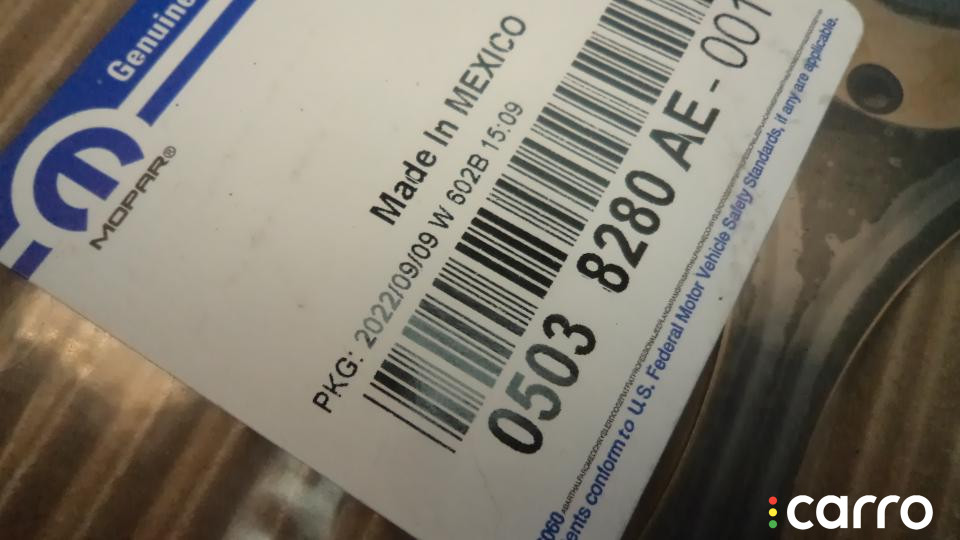 Genuine
MOPAR®
Made In MEXICO
PKG: 2022/09/09 W 602B 15:09
0503 8280 AE - 001
ents conform to U.S. Federal Motor Vehicle Safety Standards, if any are applicable.
carro